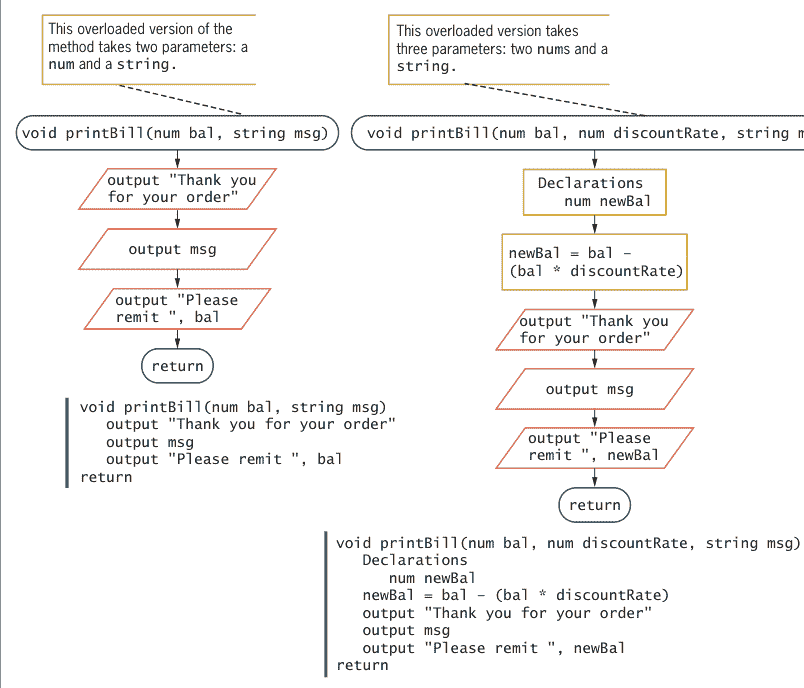 This overloaded version of the
method takes two parameters: a
num and a string.
void printBill(num bal, string msg)
output "Thank you
for your order"
output msg
output "Please
remit ", bal
return
void printBill(num bal, string msg)
output "Thank you for your order"
output msg
output "Please remit ", bal
return
This overloaded version takes
three parameters: two nums and a
string.
void printBill(num bal, num discountRate, string m
Declarations
num newBal
newBal = bal –
(bal * discountRate)
output "Thank you
for your order"
output msg
output "Please
remit ", newBal
return
void printBill(num bal, num discountRate, string msg)
Declarations
num newBal
newBal = bal – (bal * discountRate)
output "Thank you for your order"
output msg
output "Please remit ", newBal
return